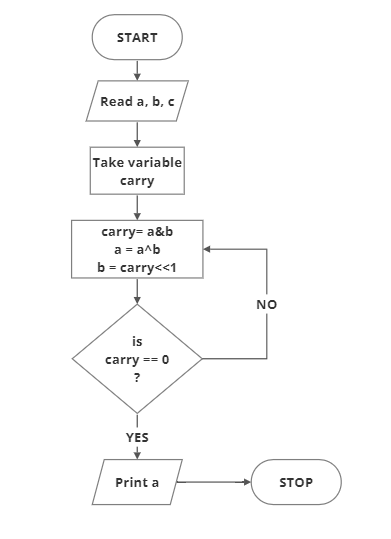 START
Read a, b, c
Take variable
carry
carry= a&b
a = a^b
b = carry<<1
NO
is
carry == 0
?
YES
Print a
STOP